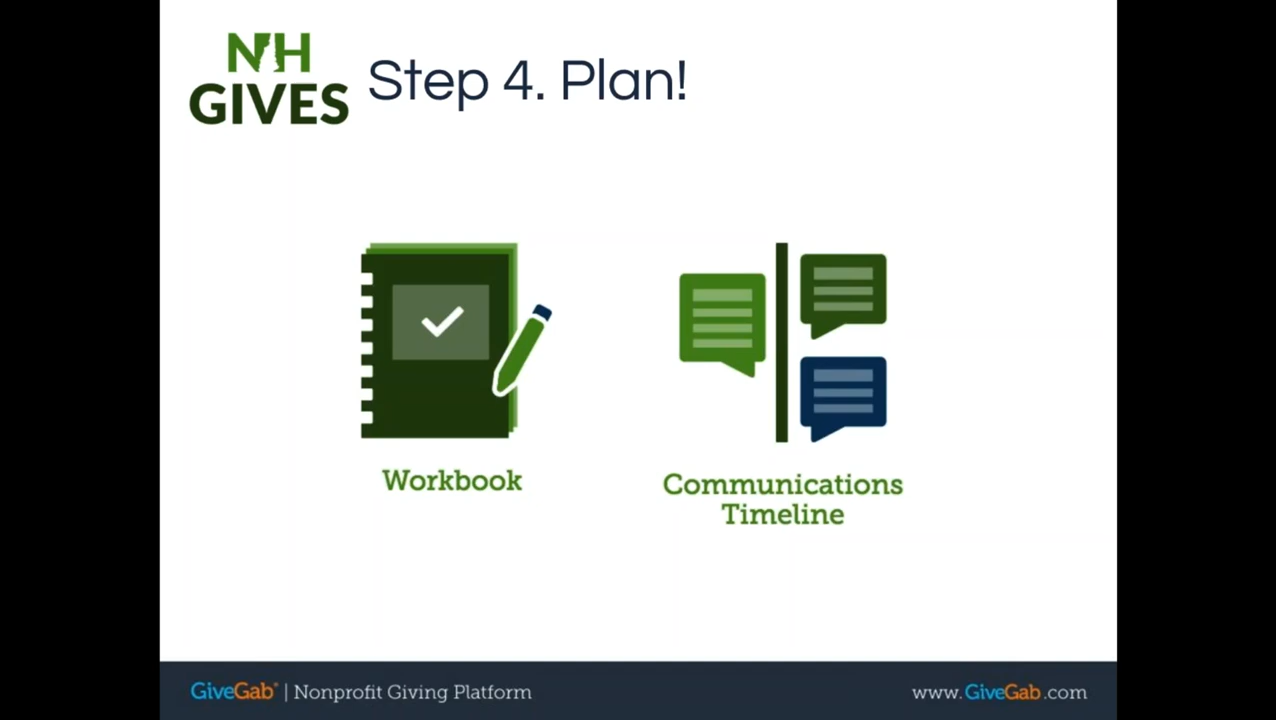 NH
GIVES
Step 4. Plan!
Workbook
Communications
Timeline
GiveGab® | Nonprofit Giving Platform
www.GiveGab.com